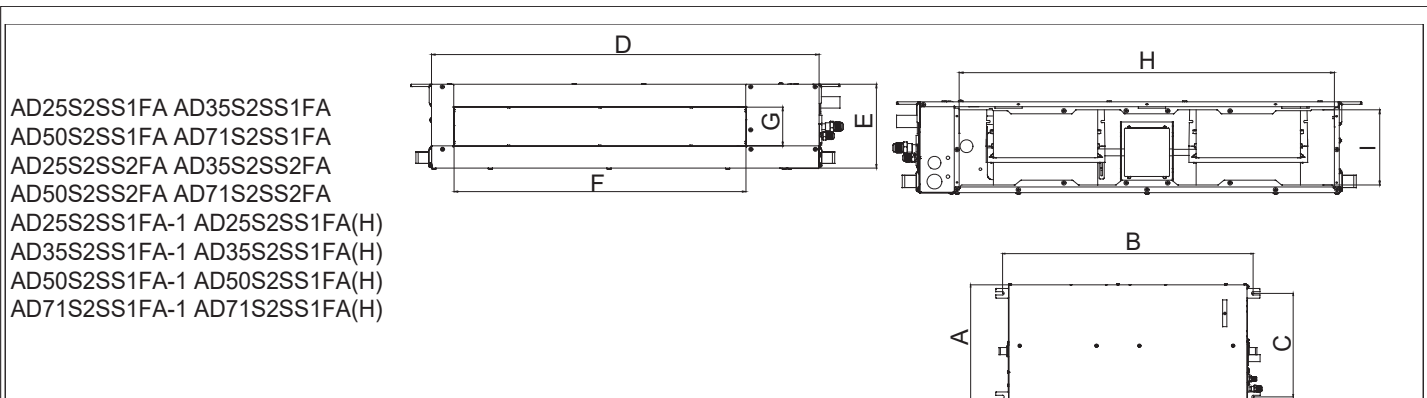 AD25S2SS1FA AD35S2SS1FA
AD50S2SS1FA AD71S2SS1FA
AD25S2SS2FA AD35S2SS2FA
AD50S2SS2FA AD71S2SS2FA
AD25S2SS1FA-1 AD25S2SS1FA(H)
AD35S2SS1FA-1 AD35S2SS1FA(H)
AD50S2SS1FA-1 AD50S2SS1FA(H)
AD71S2SS1FA-1 AD71S2SS1FA(H)
D
G
E
F
H
I
B
A
C